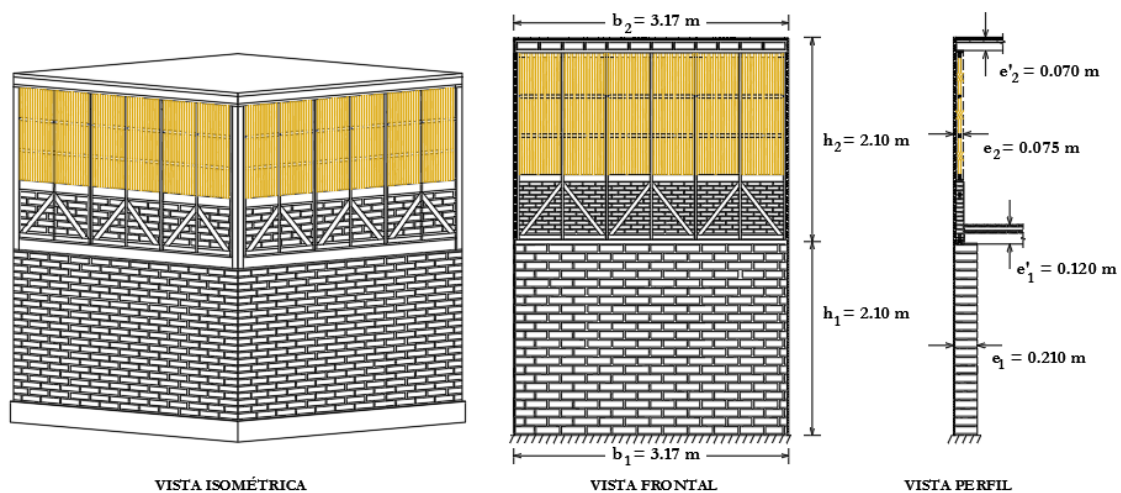 b2 = 3.17 m
e'2 = 0.070 m
h2 = 2.10 m
e2 = 0.075 m
e'1 = 0.120 m
h1 = 2.10 m
e1 = 0.210 m
b1 = 3.17 m
VISTA ISOMÉTRICA
VISTA FRONTAL
VISTA PERFIL